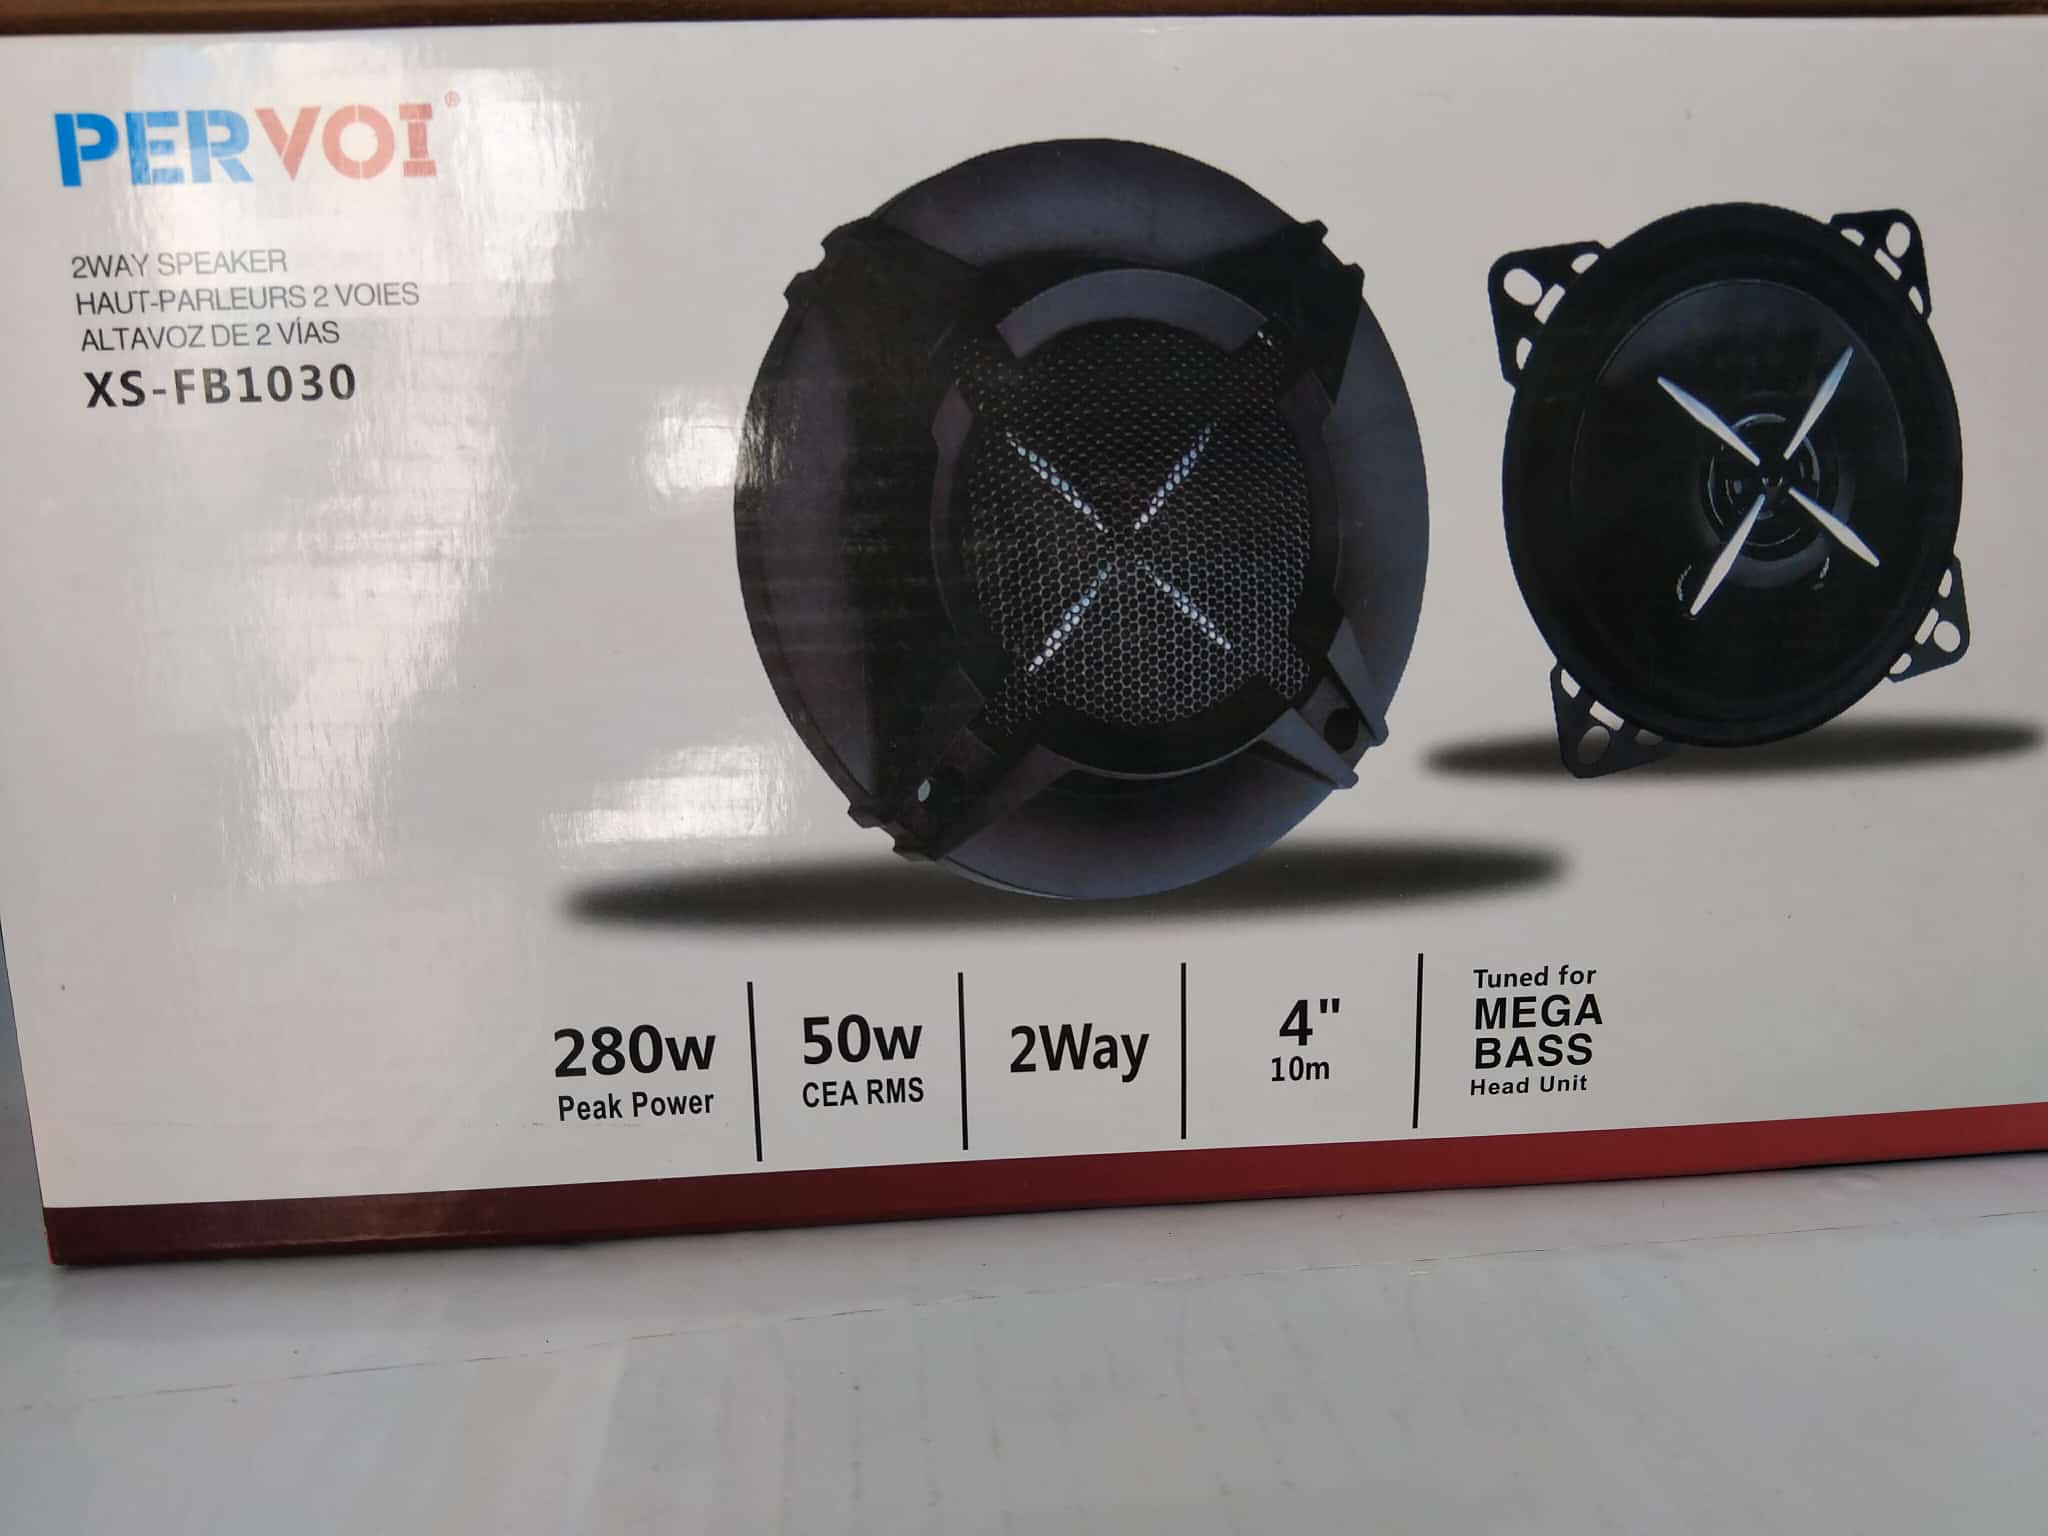 PERVOI®
2WAY SPEAKER
HAUT-PARLEURS 2 VOIES
ALTAVOZ DE 2 VÍAS
XS-FB1030
280w
Peak Power
50w
CEA RMS
2Way
4"
10m
Tuned for
MEGA
BASS
Head Unit